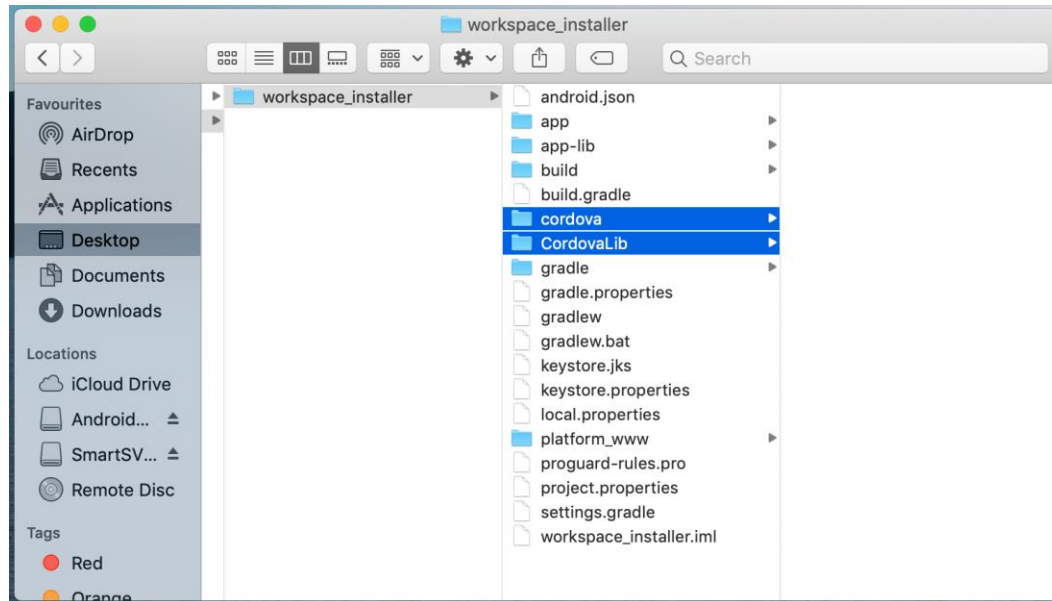 workspace_installer
Search
Favourites
AirDrop
Recents
Applications
Desktop
Documents
Downloads
Locations
iCloud Drive
Android...
SmartSV...
Remote Disc
Tags
Red
Orange
workspace_installer
android.json
app
app-lib
build
build.gradle
cordova
CordovaLib
gradle
gradle.properties
gradlew
gradlew.bat
keystore.jks
keystore.properties
local.properties
platform_www
proguard-rules.pro
project.properties
settings.gradle
workspace_installer.iml